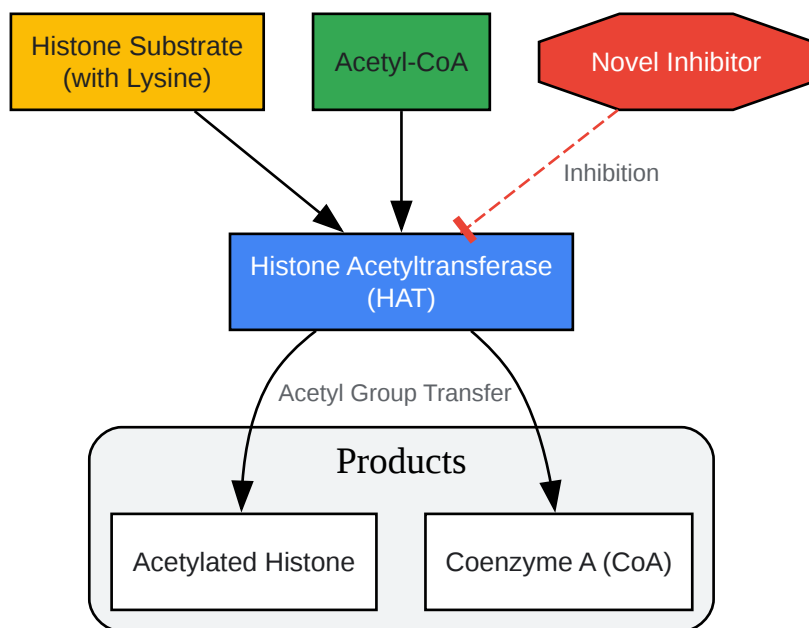 Histone Substrate
(with Lysine)
Acetyl-CoA
Novel Inhibitor
Inhibition
Histone Acetyltransferase
(HAT)
Acetyl Group Transfer
Products
Acetylated Histone
Coenzyme A (CoA)